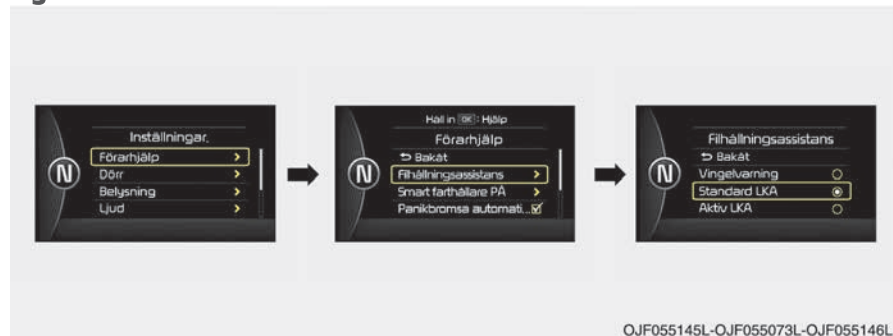 Inställningar.
Förarhjälp
Dörr
Belysning
Ljud
N
Håll in OK : Hjälp
Förarhjälp
Bakåt
Filhållningsassistans
Smart farthållare PÅ
Panikbromsa automati...
N
Filhållningsassistans
Bakåt
Vingelvarning
Standard LKA
Aktiv LKA
N
OJF055145L-OJF055073L-OJF055146L